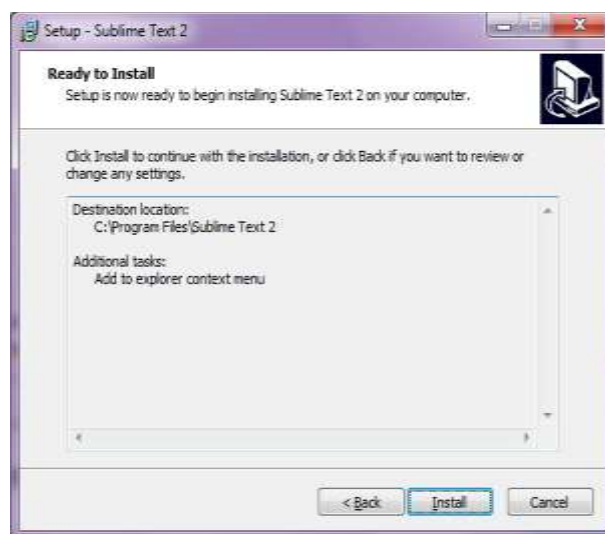 Setup - Sublime Text 2
Ready to Install
Setup is now ready to begin installing Sublime Text 2 on your computer.
Click Install to continue with the installation, or click Back if you want to review or
change any settings.
Destination location:
C:\Program Files\Sublime Text 2
Additional tasks:
Add to explorer context menu
< Back
Install
Cancel